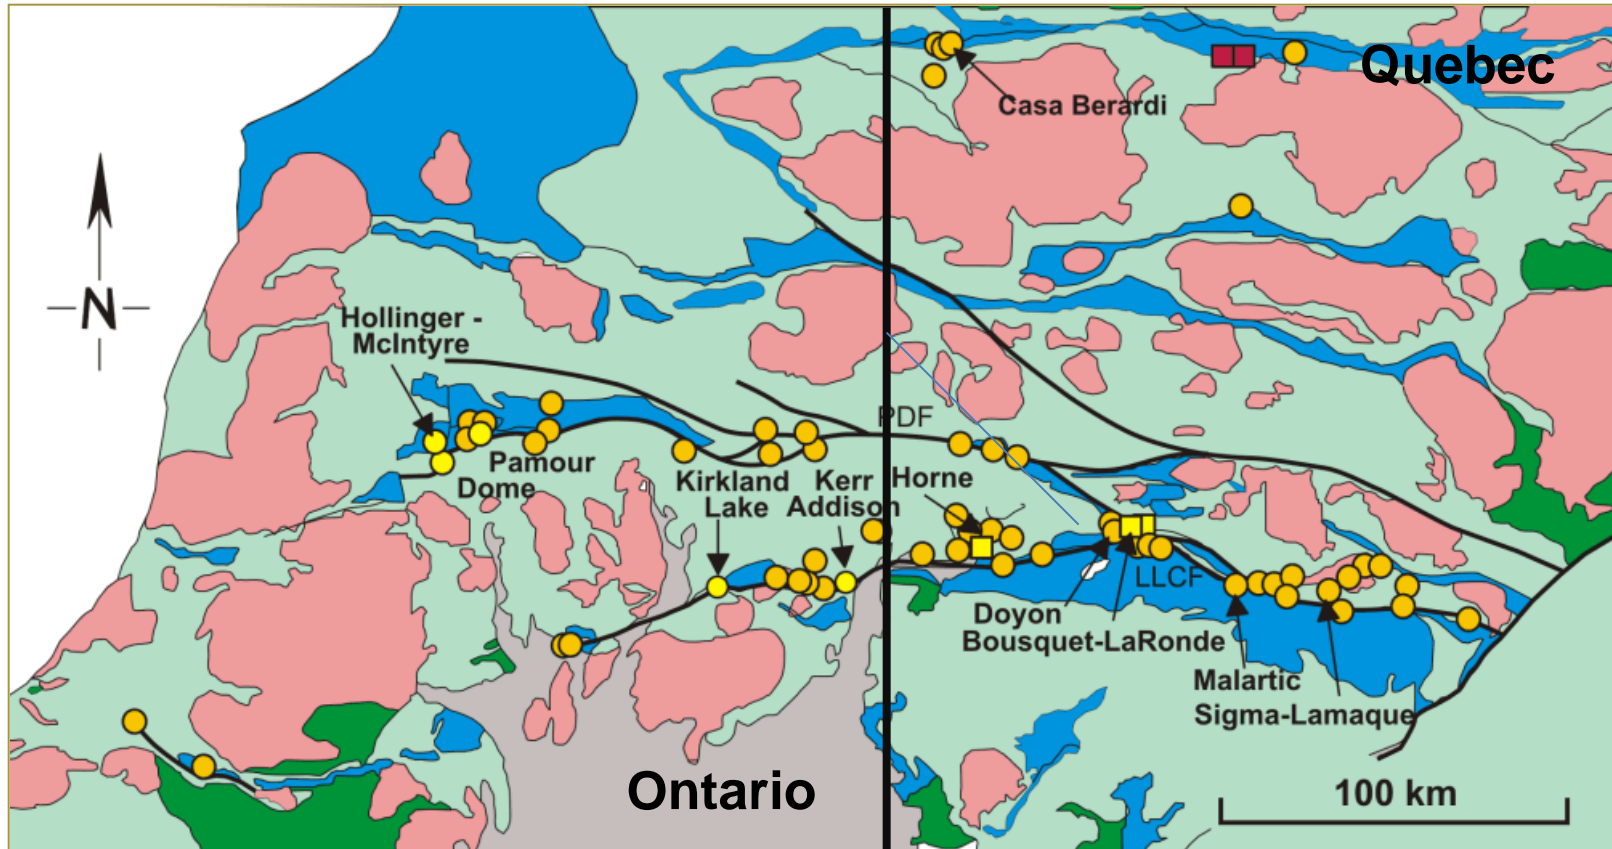 Quebec
Casa Berardi
N
Hollinger -
McIntyre
PDF
Pamour
Dome
Kirkland
Lake
Kerr
Addison
Horne
LLCF
Doyon
Bousquet-LaRonde
Malartic
Sigma-Lamaque
Ontario
100 km